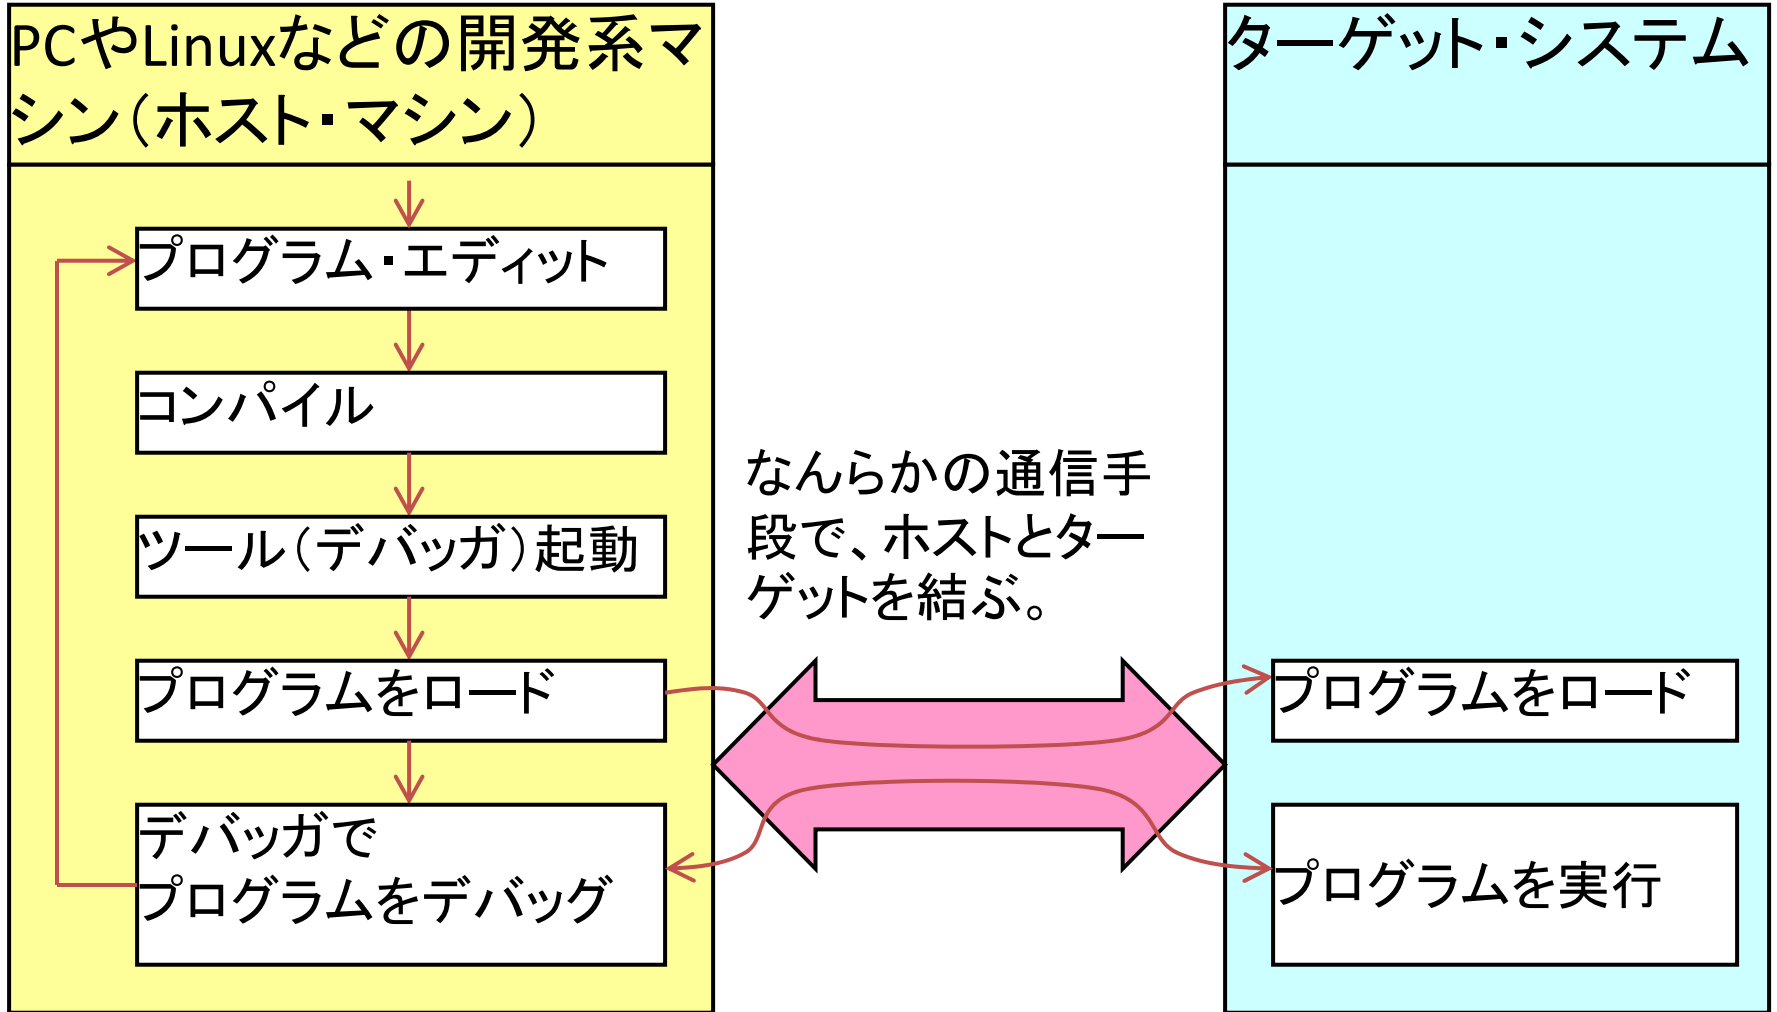 PCやLinuxなどの開発系マ
シン（ホスト・マシン）
プログラム・エディット
コンパイル
ツール（デバッガ）起動
プログラムをロード
デバッガで
プログラムをデバッグ
なんらかの通信手
段で、ホストとター
ゲットを結ぶ。
ターゲット・システム
プログラムをロード
プログラムを実行